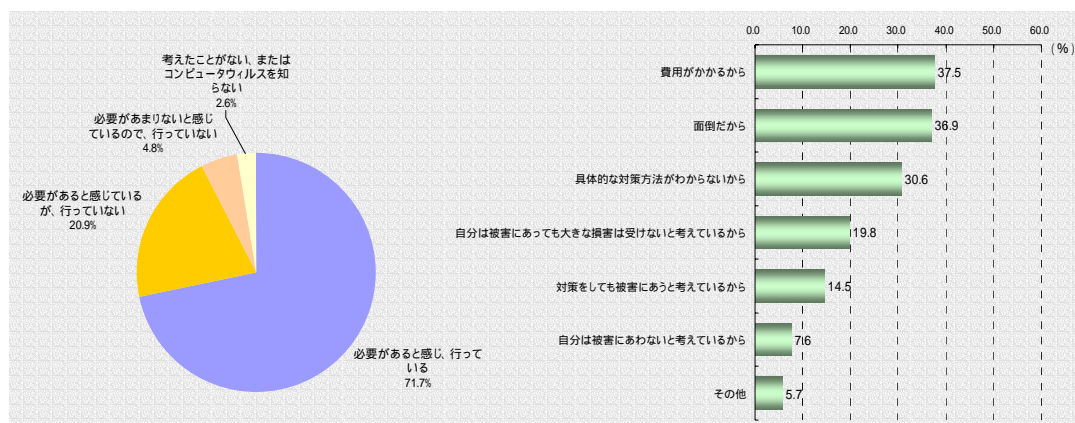 考えたことがない、または
コンピュータウィルスを知
らない
2.6%
必要があまりないと感じ
ているので、行っていない
4.8%
必要があると感じている
が、行っていない
20.9%
必要があると感じ、行って
いる
71.7%
0.0 10.0 20.0 30.0 40.0 50.0 60.0
(%)
費用がかかるから 37.5
面倒だから 36.9
具体的な対策方法がわからないから 30.6
自分は被害にあっても大きな損害は受けないと考えているから 19.8
対策をしても被害にあうと考えているから 14.5
自分は被害にあわないと考えているから 7.6
その他 5.7